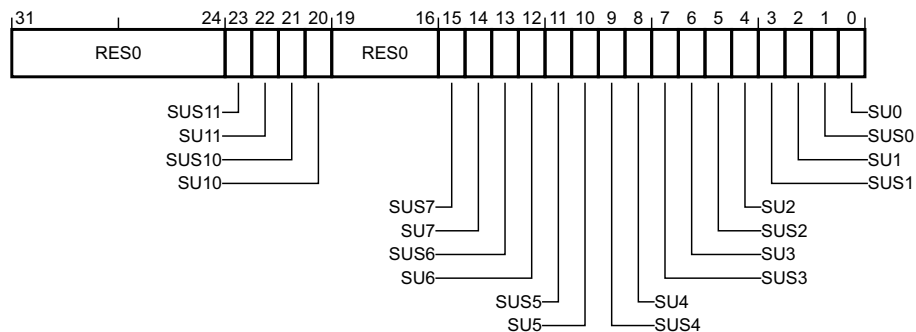 31 24 23 22 21 20 19 16 15 14 13 12 11 10 9 8 7 6 5 4 3 2 1 0
RES0 RES0
SUS11 SU0
SU11 SUS0
SUS10 SU1
SU10 SUS1
SUS7 SU2
SU7 SUS2
SUS6 SU3
SU6 SUS3
SUS5 SU4
SU5 SUS4